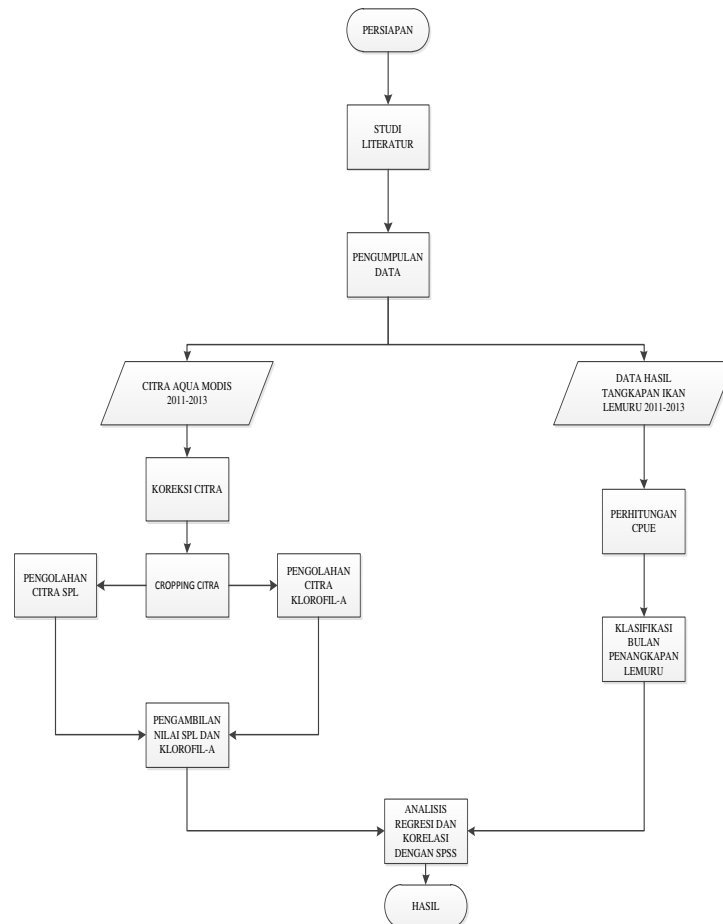 PERSIAPAN
STUDI
LITERATUR
PENGUMPULAN
DATA
CITRA AQUA MODIS
2011-2013
DATA HASIL
TANGKAPAN IKAN
LEMURU 2011-2013
KOREKSI CITRA
PERHITUNGAN
CPUE
PENGOLAHAN
CITRA SPL
CROPPING CITRA
PENGOLAHAN
CITRA
KLOROFIL-A
KLASIFIKASI
BULAN
PENANGKAPAN
LEMURU
PENGAMBILAN
NILAI SPL DAN
KLOROFIL-A
ANALISIS
REGRESI DAN
KORELASI
DENGAN SPSS
HASIL